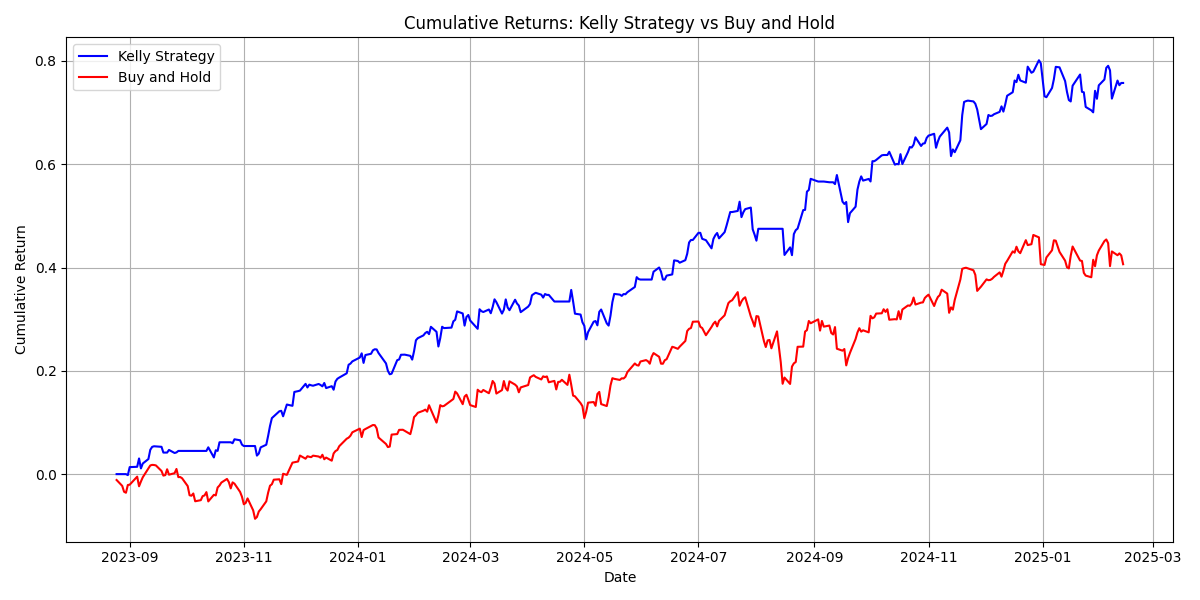 Cumulative Returns: Kelly Strategy vs Buy and Hold
Kelly Strategy
Buy and Hold
Cumulative Return
0.8
0.6
0.4
0.2
0.0
2023-09 2023-11 2024-01 2024-03 2024-05 2024-07 2024-09 2024-11 2025-01 2025-03
Date